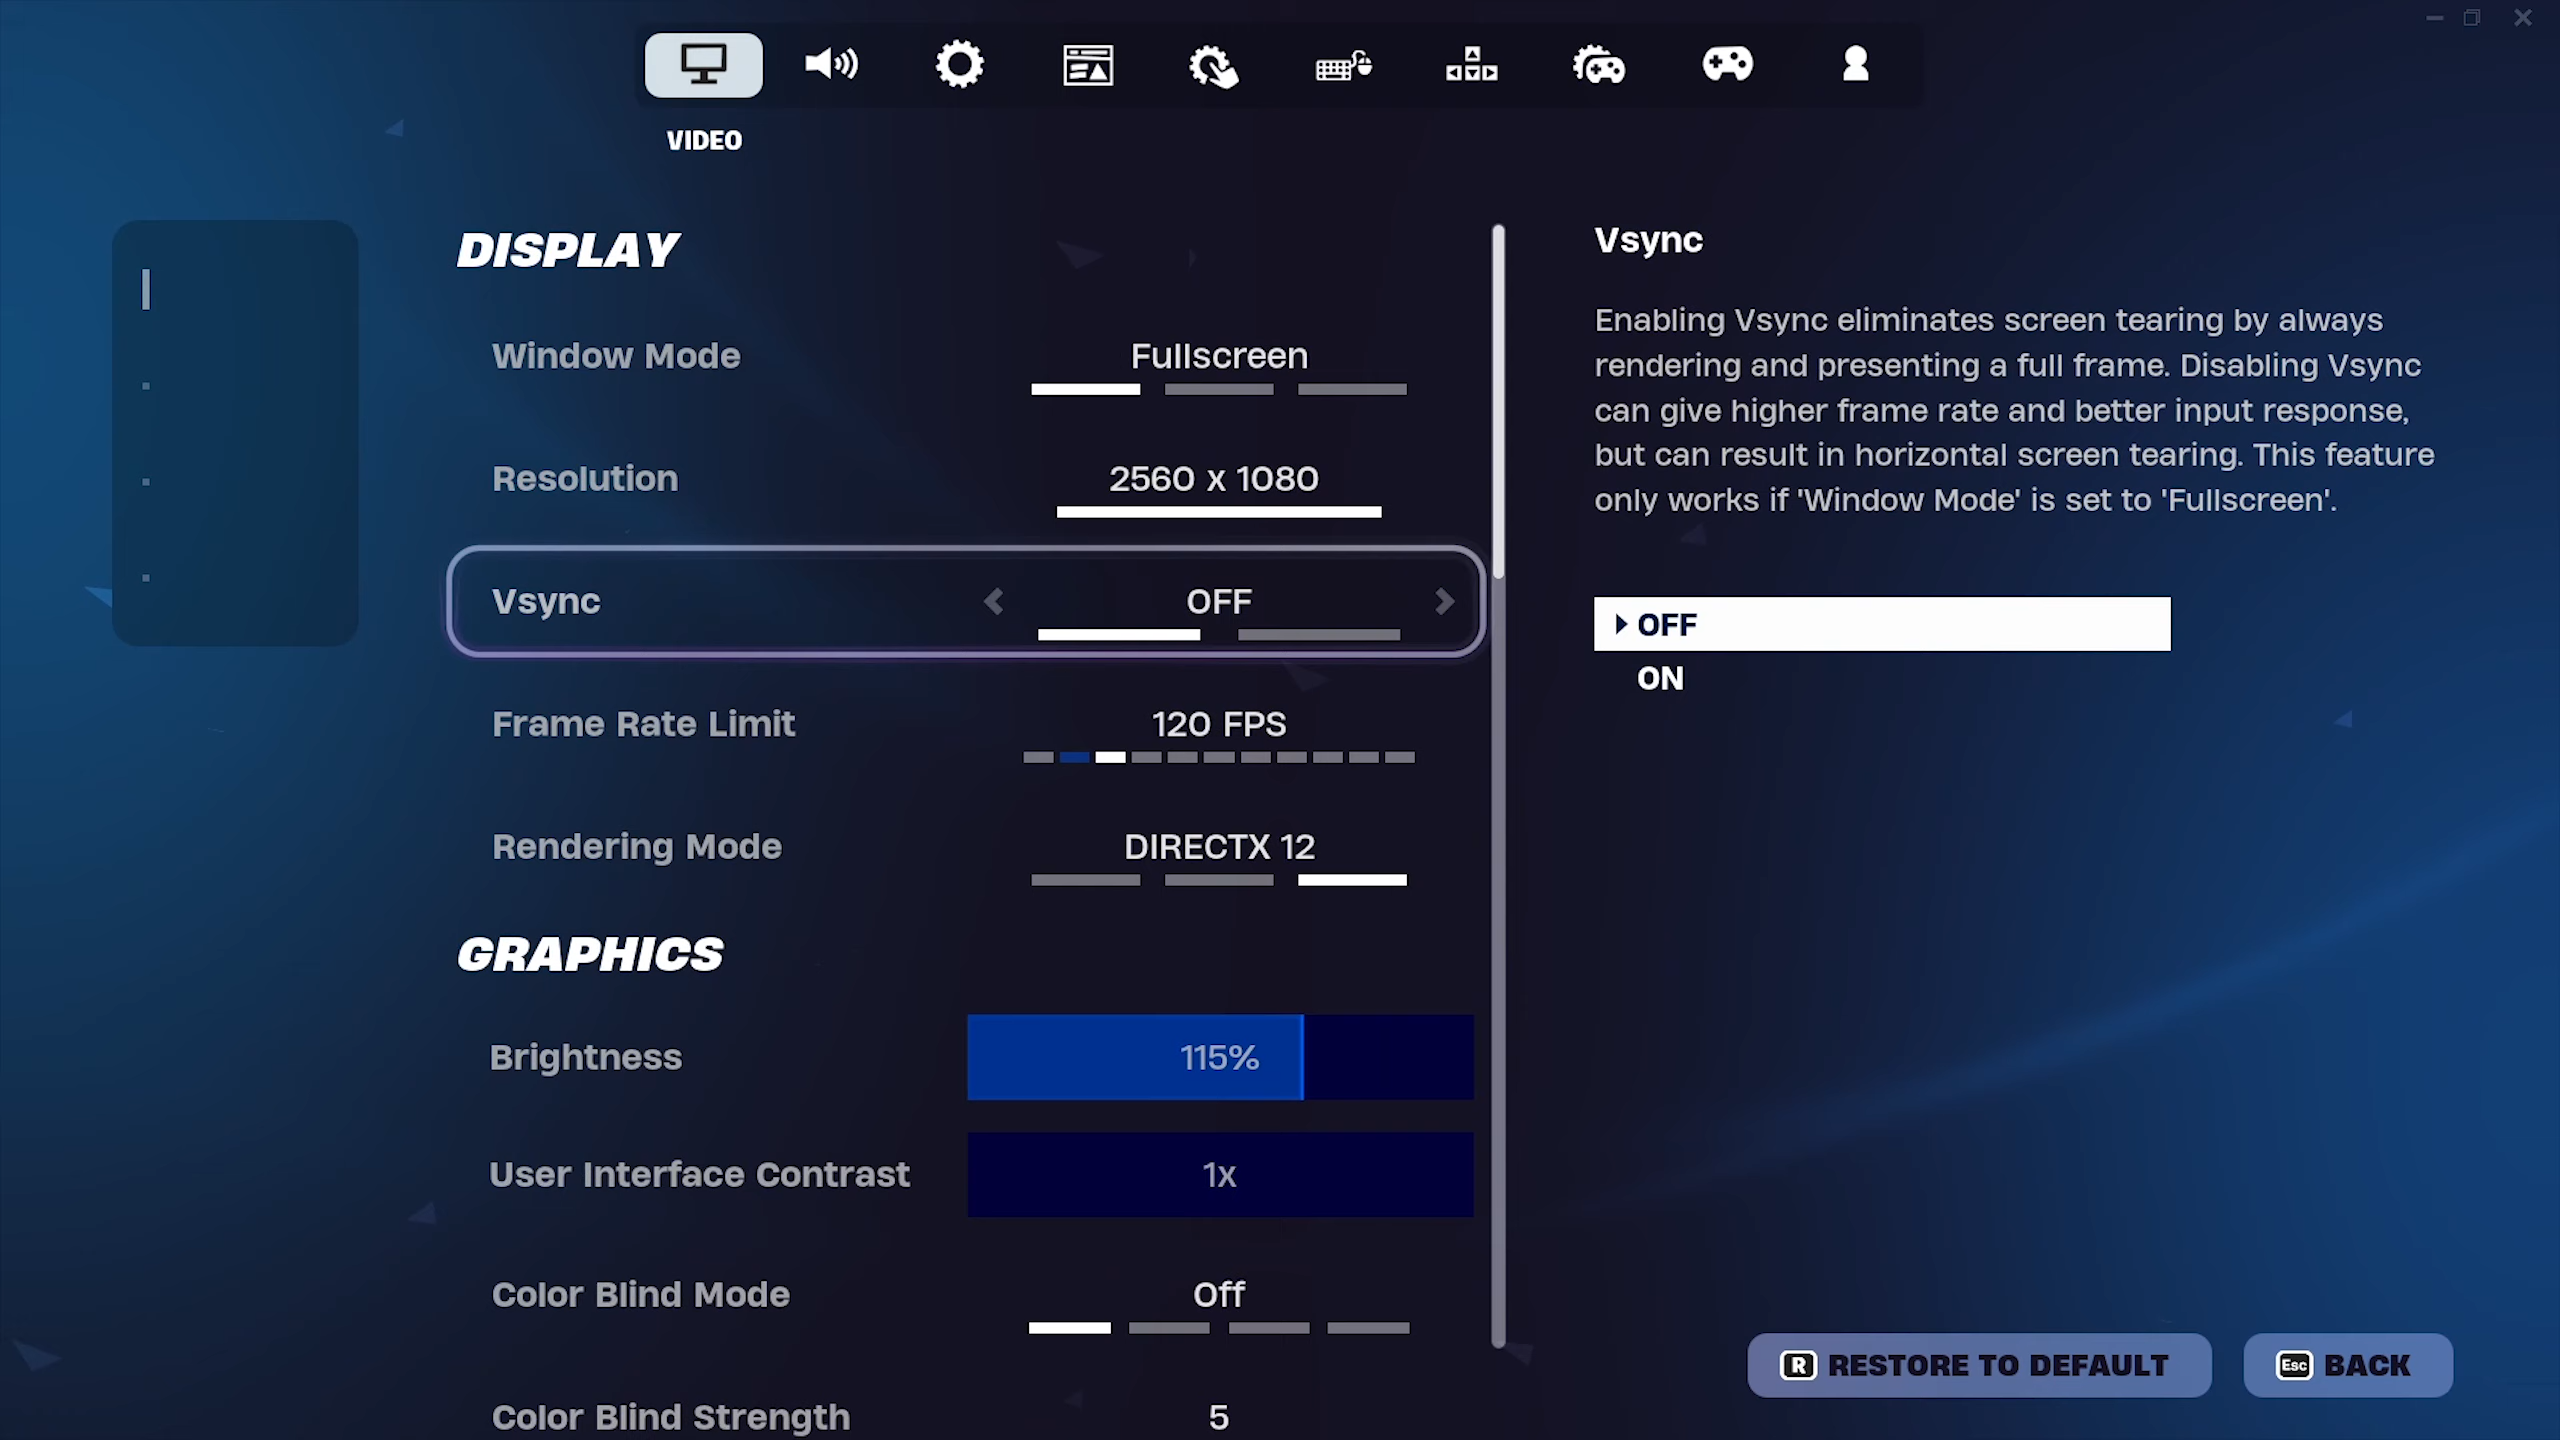 VIDEO
DISPLAY
Window Mode
Fullscreen
Resolution
2560 x 1080
Vsync
OFF
Frame Rate Limit
120 FPS
Rendering Mode
DIRECTX 12
GRAPHICS
Brightness
115%
User Interface Contrast
1x
Color Blind Mode
Off
Color Blind Strength
5
Vsync
Enabling Vsync eliminates screen tearing by always
rendering and presenting a full frame. Disabling Vsync
can give higher frame rate and better input response,
but can result in horizontal screen tearing. This feature
only works if 'Window Mode' is set to 'Fullscreen'.
OFF
ON
R RESTORE TO DEFAULT
Esc BACK